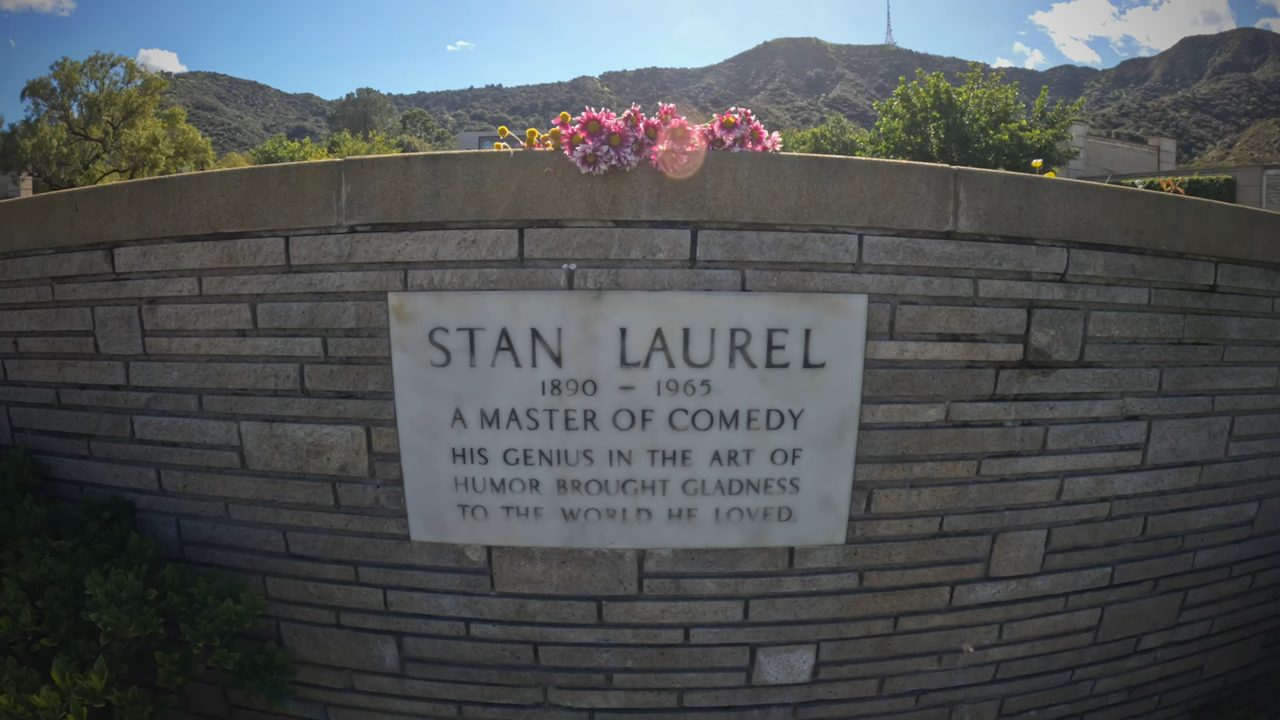 STAN LAUREL
1890 – 1965
A MASTER OF COMEDY
HIS GENIUS IN THE ART OF
HUMOR BROUGHT GLADNESS
TO THE WORLD HE LOVED.